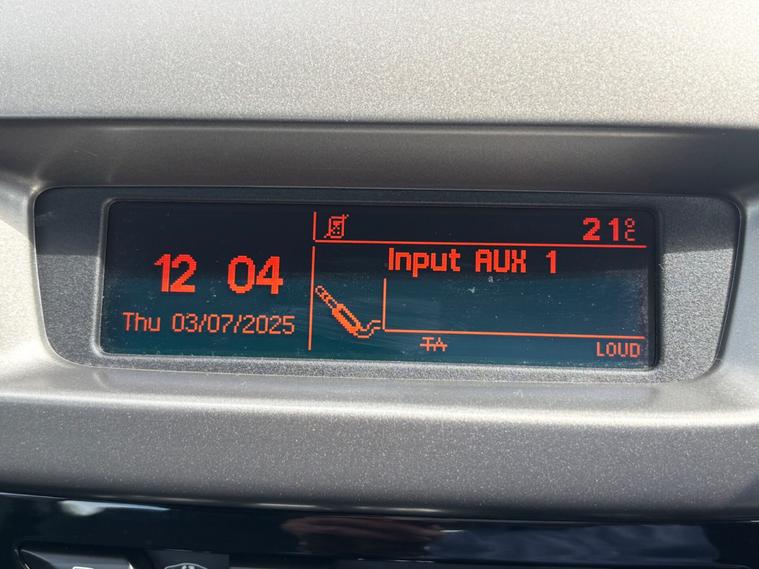 21°C
12 04
Input AUX 1
Thu 03/07/2025
TA
LOUD